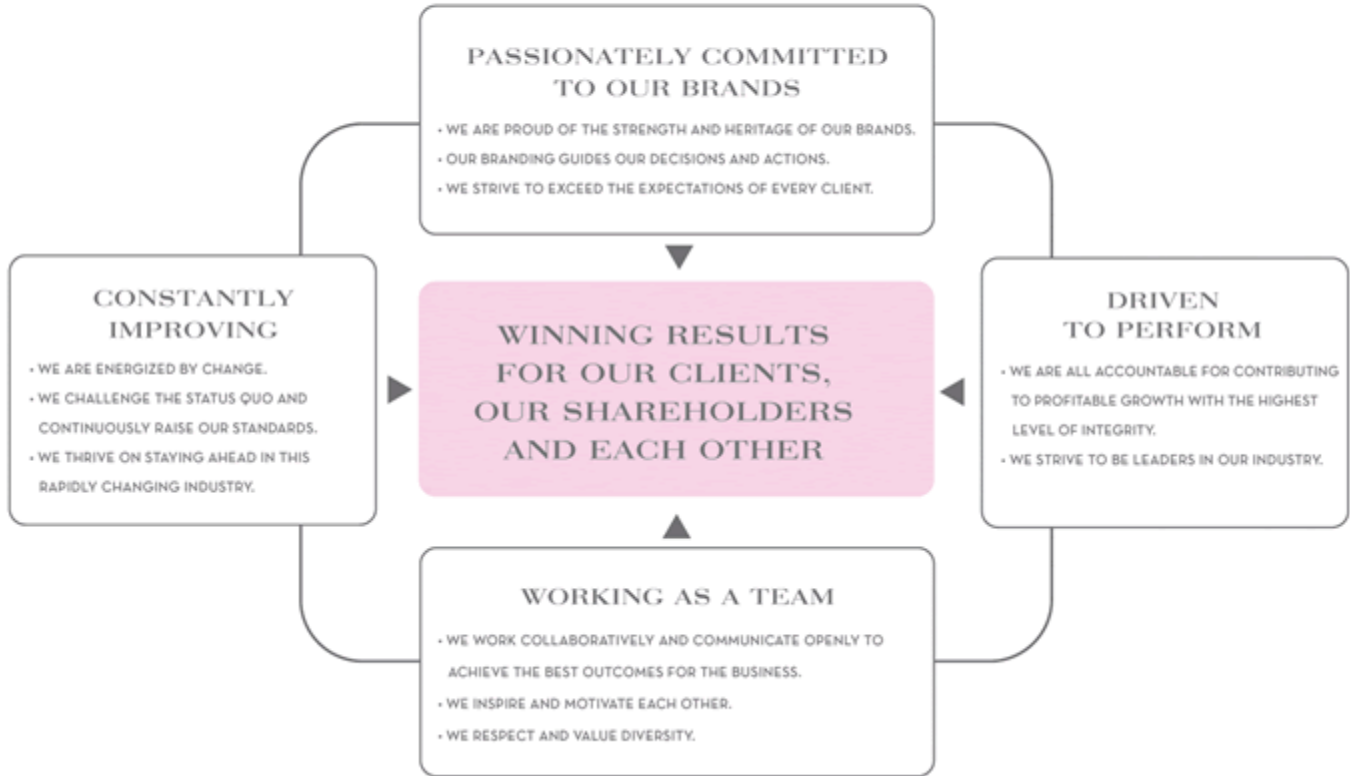 PASSIONATELY COMMITTED
TO OUR BRANDS
• WE ARE PROUD OF THE STRENGTH AND HERITAGE OF OUR BRANDS.
• OUR BRANDING GUIDES OUR DECISIONS AND ACTIONS.
• WE STRIVE TO EXCEED THE EXPECTATIONS OF EVERY CLIENT.
CONSTANTLY
IMPROVING
• WE ARE ENERGIZED BY CHANGE.
• WE CHALLENGE THE STATUS QUO AND
CONTINUOUSLY RAISE OUR STANDARDS.
• WE THRIVE ON STAYING AHEAD IN THIS
RAPIDLY CHANGING INDUSTRY.
WINNING RESULTS
FOR OUR CLIENTS,
OUR SHAREHOLDERS
AND EACH OTHER
DRIVEN
TO PERFORM
• WE ARE ALL ACCOUNTABLE FOR CONTRIBUTING
TO PROFITABLE GROWTH WITH THE HIGHEST
LEVEL OF INTEGRITY.
• WE STRIVE TO BE LEADERS IN OUR INDUSTRY.
WORKING AS A TEAM
• WE WORK COLLABORATIVELY AND COMMUNICATE OPENLY TO
ACHIEVE THE BEST OUTCOMES FOR THE BUSINESS.
• WE INSPIRE AND MOTIVATE EACH OTHER.
• WE RESPECT AND VALUE DIVERSITY.